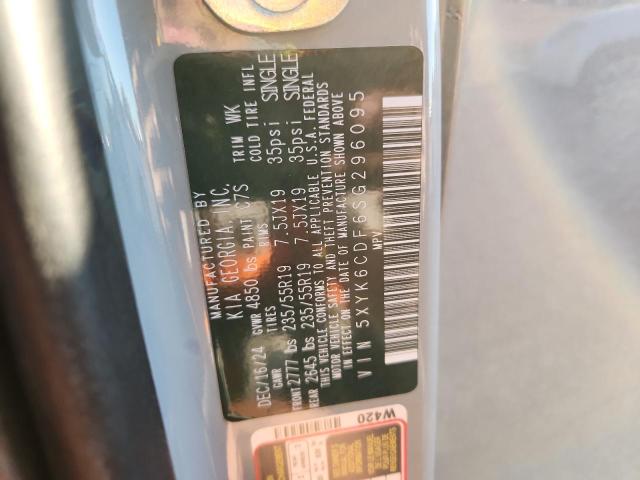 MANUFACTURED BY
KIA GEORGIA, INC. TRIM WK
DEC/16/24 GVWR 4850 lbs PAINT C7S COLD TIRE INFL
GAWR TIRES RIMS
FRONT 2777 lbs 235/55R19 7.5JX19 35psi SINGLE
REAR 2645 lbs 235/55R19 7.5JX19 35psi SINGLE
THIS VEHICLE CONFORMS TO ALL APPLICABLE U.S.A. FEDERAL
MOTOR VEHICLE SAFETY AND THEFT PREVENTION STANDARDS
IN EFFECT ON THE DATE OF MANUFACTURE SHOWN ABOVE
VIN 5XYK6CDF6SG296095
MPV
W420